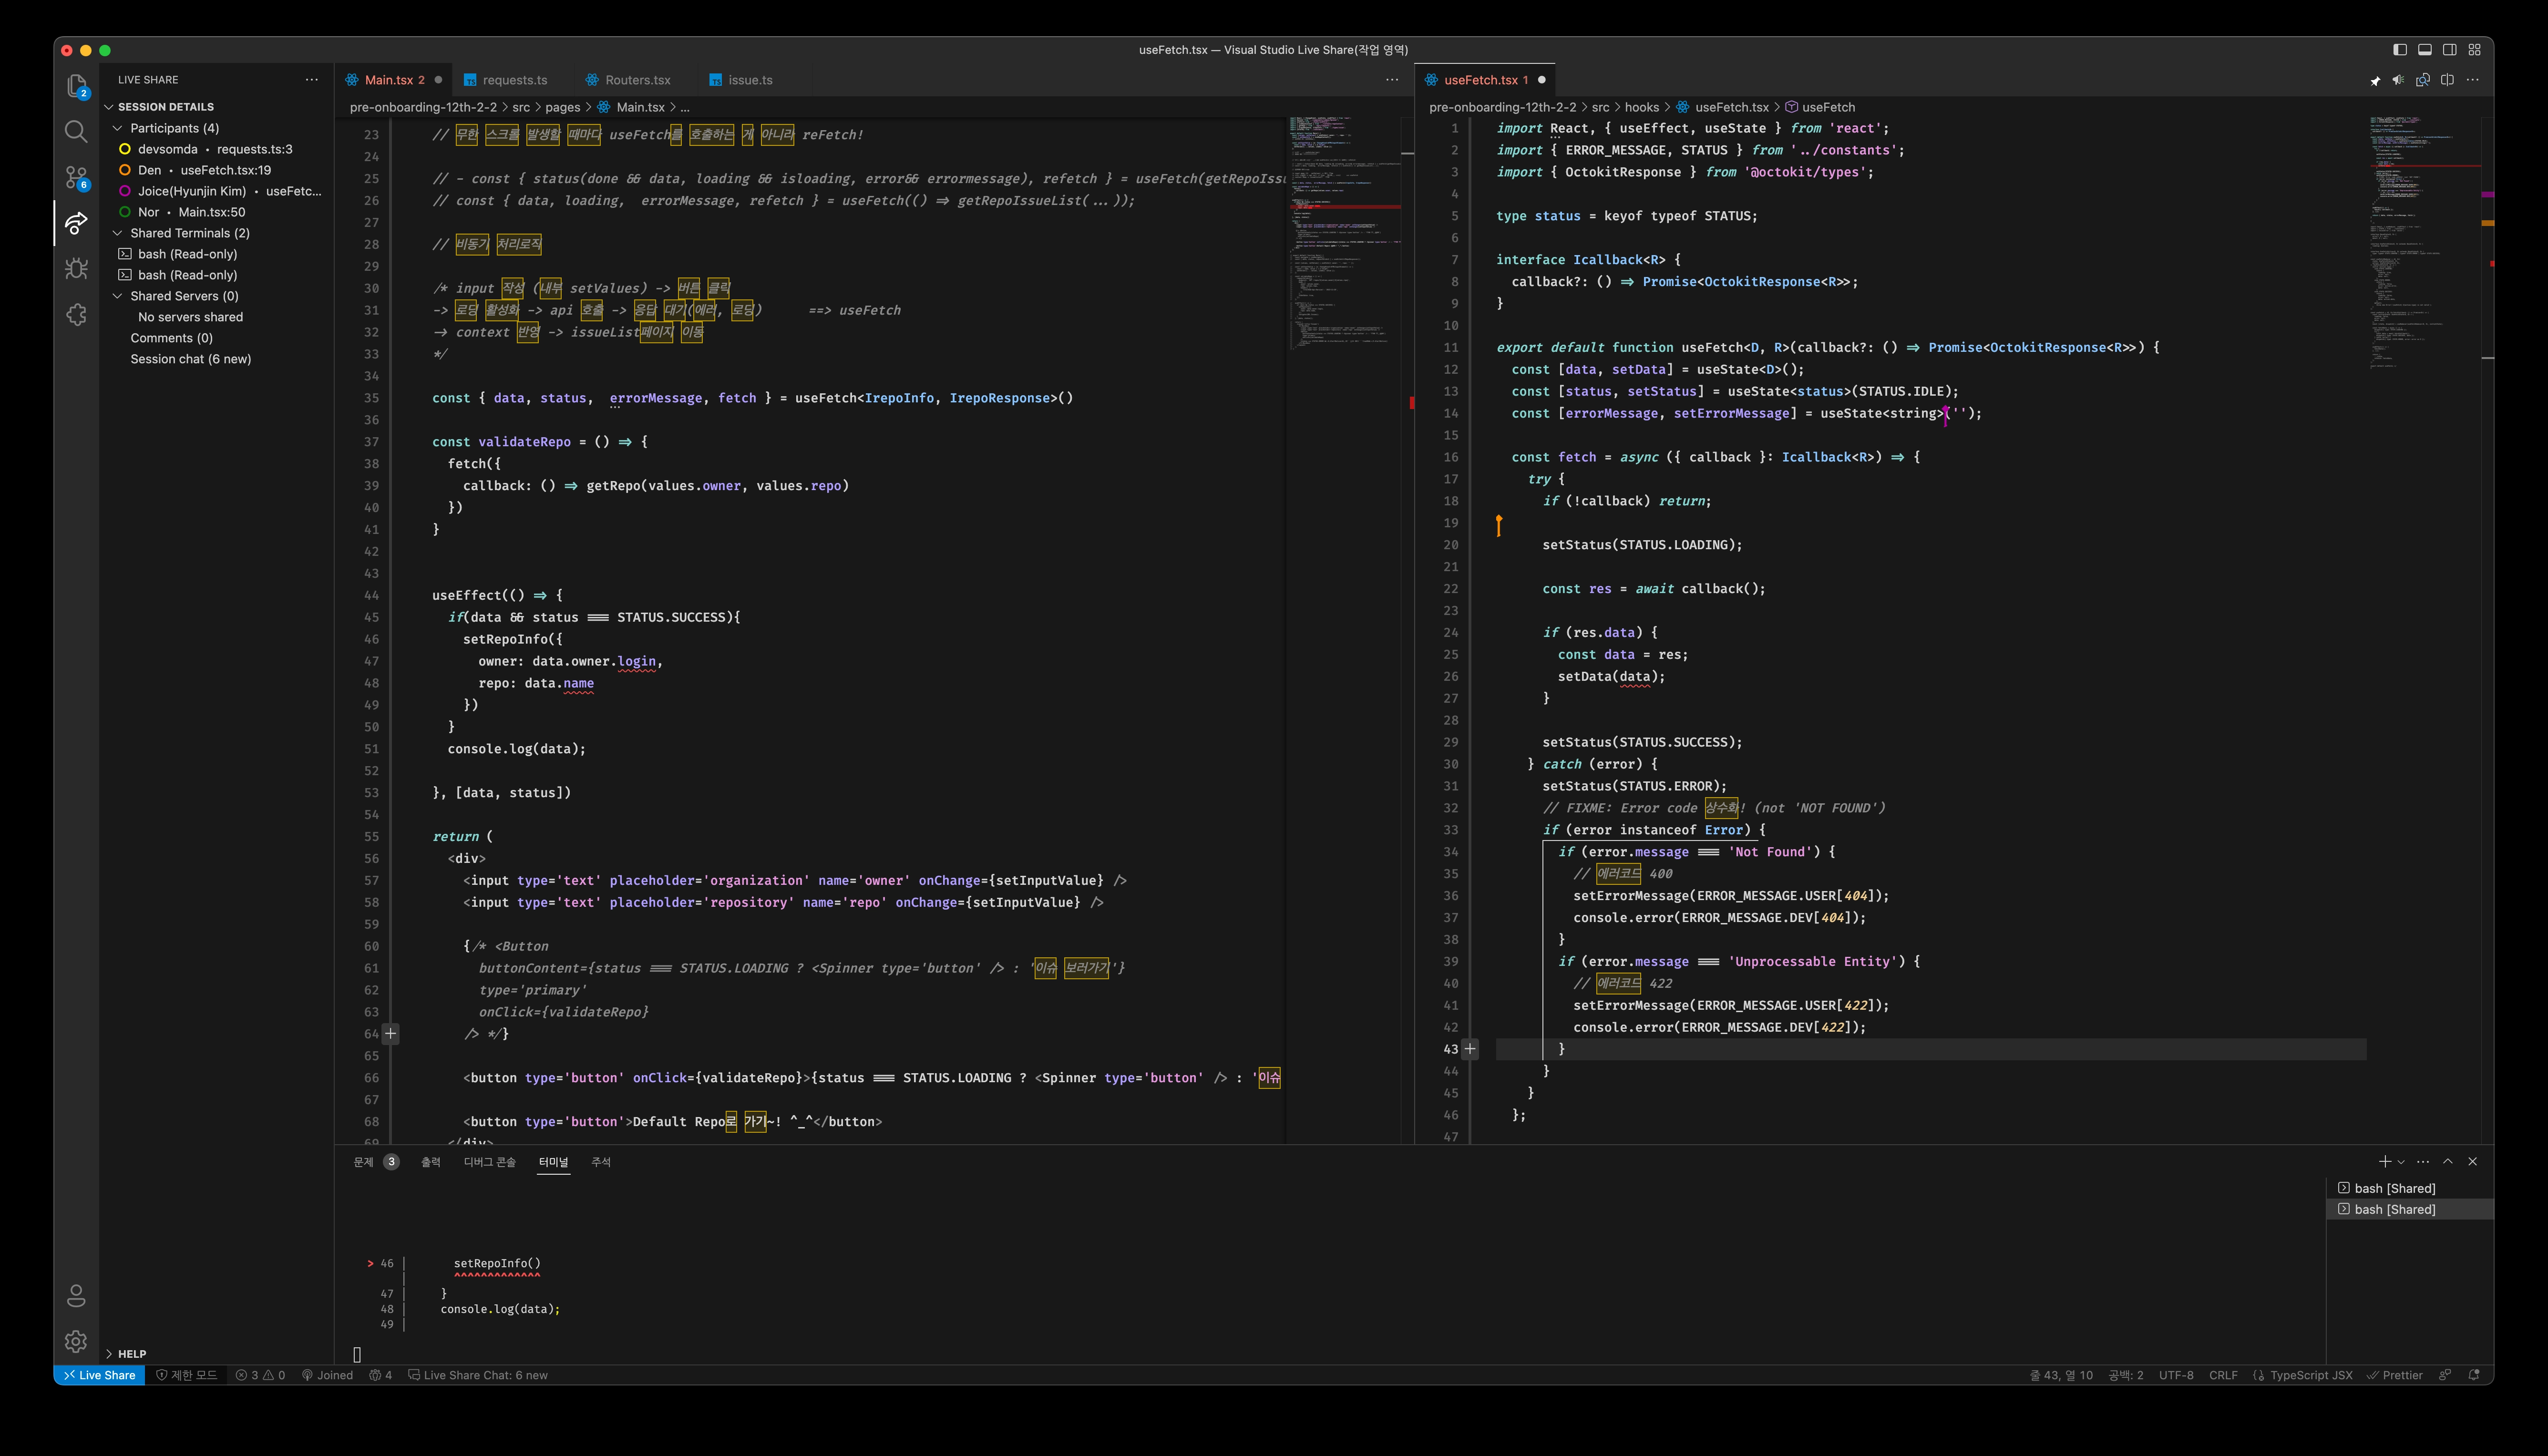 useFetch.tsx — Visual Studio Live Share(작업 영역)
LIVE SHARE
SESSION DETAILS
Participants (4)
devsomda • requests.ts:3
Den • useFetch.tsx:19
Joice(Hyunjin Kim) • useFetc...
Nor • Main.tsx:50
Shared Terminals (2)
bash (Read-only)
bash (Read-only)
Shared Servers (0)
No servers shared
Comments (0)
Session chat (6 new)
HELP
2
6
Main.tsx 2
requests.ts
Routers.tsx
issue.ts
pre-onboarding-12th-2-2 > src > pages > Main.tsx > ...
23 // 무한 스크롤 발생할 때마다 useFetch를 호출하는 게 아니라 reFetch!
24
25 // - const { status(done && data, loading && isloading, error&& errormessage), refetch } = useFetch(getRepoIssu
26 // const { data, loading,  errorMessage, refetch } = useFetch(() => getRepoIssueList(...));
27
28 // 비동기 처리로직
29
30 /* input 작성 (내부 setValues) -> 버튼 클릭
31 -> 로딩 활성화 -> api 호출 -> 응답 대기(에러, 로딩)      ==> useFetch
32 -> context 반영 -> issueList페이지 이동
33 */
34
35 const { data, status,  errorMessage, fetch } = useFetch<IrepoInfo, IrepoResponse>()
36
37 const validateRepo = () => {
38 fetch({
39 callback: () => getRepo(values.owner, values.repo)
40 })
41 }
42
43
44 useEffect(() => {
45 if(data && status === STATUS.SUCCESS){
46 setRepoInfo({
47 owner: data.owner.login,
48 repo: data.name
49 })
50 }
51 console.log(data);
52
53 }, [data, status])
54
55 return (
56 <div>
57 <input type='text' placeholder='organization' name='owner' onChange={setInputValue} />
58 <input type='text' placeholder='repository' name='repo' onChange={setInputValue} />
59
60 {/* <Button
61 buttonContent={status === STATUS.LOADING ? <Spinner type='button' /> : '이슈 보러가기'}
62 type='primary'
63 onClick={validateRepo}
64 /> */}
65
66 <button type='button' onClick={validateRepo}>{status === STATUS.LOADING ? <Spinner type='button' /> : '이슈
67
68 <button type='button'>Default Repo로 가기~! ^_^</button>
69 </div>
useFetch.tsx 1
pre-onboarding-12th-2-2 > src > hooks > useFetch.tsx > useFetch
1 import React, { useEffect, useState } from 'react';
2 import { ERROR_MESSAGE, STATUS } from '../constants';
3 import { OctokitResponse } from '@octokit/types';
4
5 type status = keyof typeof STATUS;
6
7 interface Icallback<R> {
8 callback?: () => Promise<OctokitResponse<R>>;
9 }
10
11 export default function useFetch<D, R>(callback?: () => Promise<OctokitResponse<R>>) {
12 const [data, setData] = useState<D>();
13 const [status, setStatus] = useState<status>(STATUS.IDLE);
14 const [errorMessage, setErrorMessage] = useState<string>('');
15
16 const fetch = async ({ callback }: Icallback<R>) => {
17 try {
18 if (!callback) return;
19
20 setStatus(STATUS.LOADING);
21
22 const res = await callback();
23
24 if (res.data) {
25 const data = res;
26 setData(data);
27 }
28
29 setStatus(STATUS.SUCCESS);
30 } catch (error) {
31 setStatus(STATUS.ERROR);
32 // FIXME: Error code 상수화! (not 'NOT FOUND')
33 if (error instanceof Error) {
34 if (error.message === 'Not Found') {
35 // 에러코드 400
36 setErrorMessage(ERROR_MESSAGE.USER[404]);
37 console.error(ERROR_MESSAGE.DEV[404]);
38 }
39 if (error.message === 'Unprocessable Entity') {
40 // 에러코드 422
41 setErrorMessage(ERROR_MESSAGE.USER[422]);
42 console.error(ERROR_MESSAGE.DEV[422]);
43 }
44 }
45 }
46 };
47
문제 3 출력 디버그 콘솔 터미널 주석
> 46 | setRepoInfo()
| ^^^^^^^^^^^^^
47 | }
48 | console.log(data);
49 |
bash [Shared]
bash [Shared]
Live Share 제한 모드 3 0 Joined 4 Live Share Chat: 6 new
줄 43, 열 10 공백: 2 UTF-8 CRLF TypeScript JSX Prettier